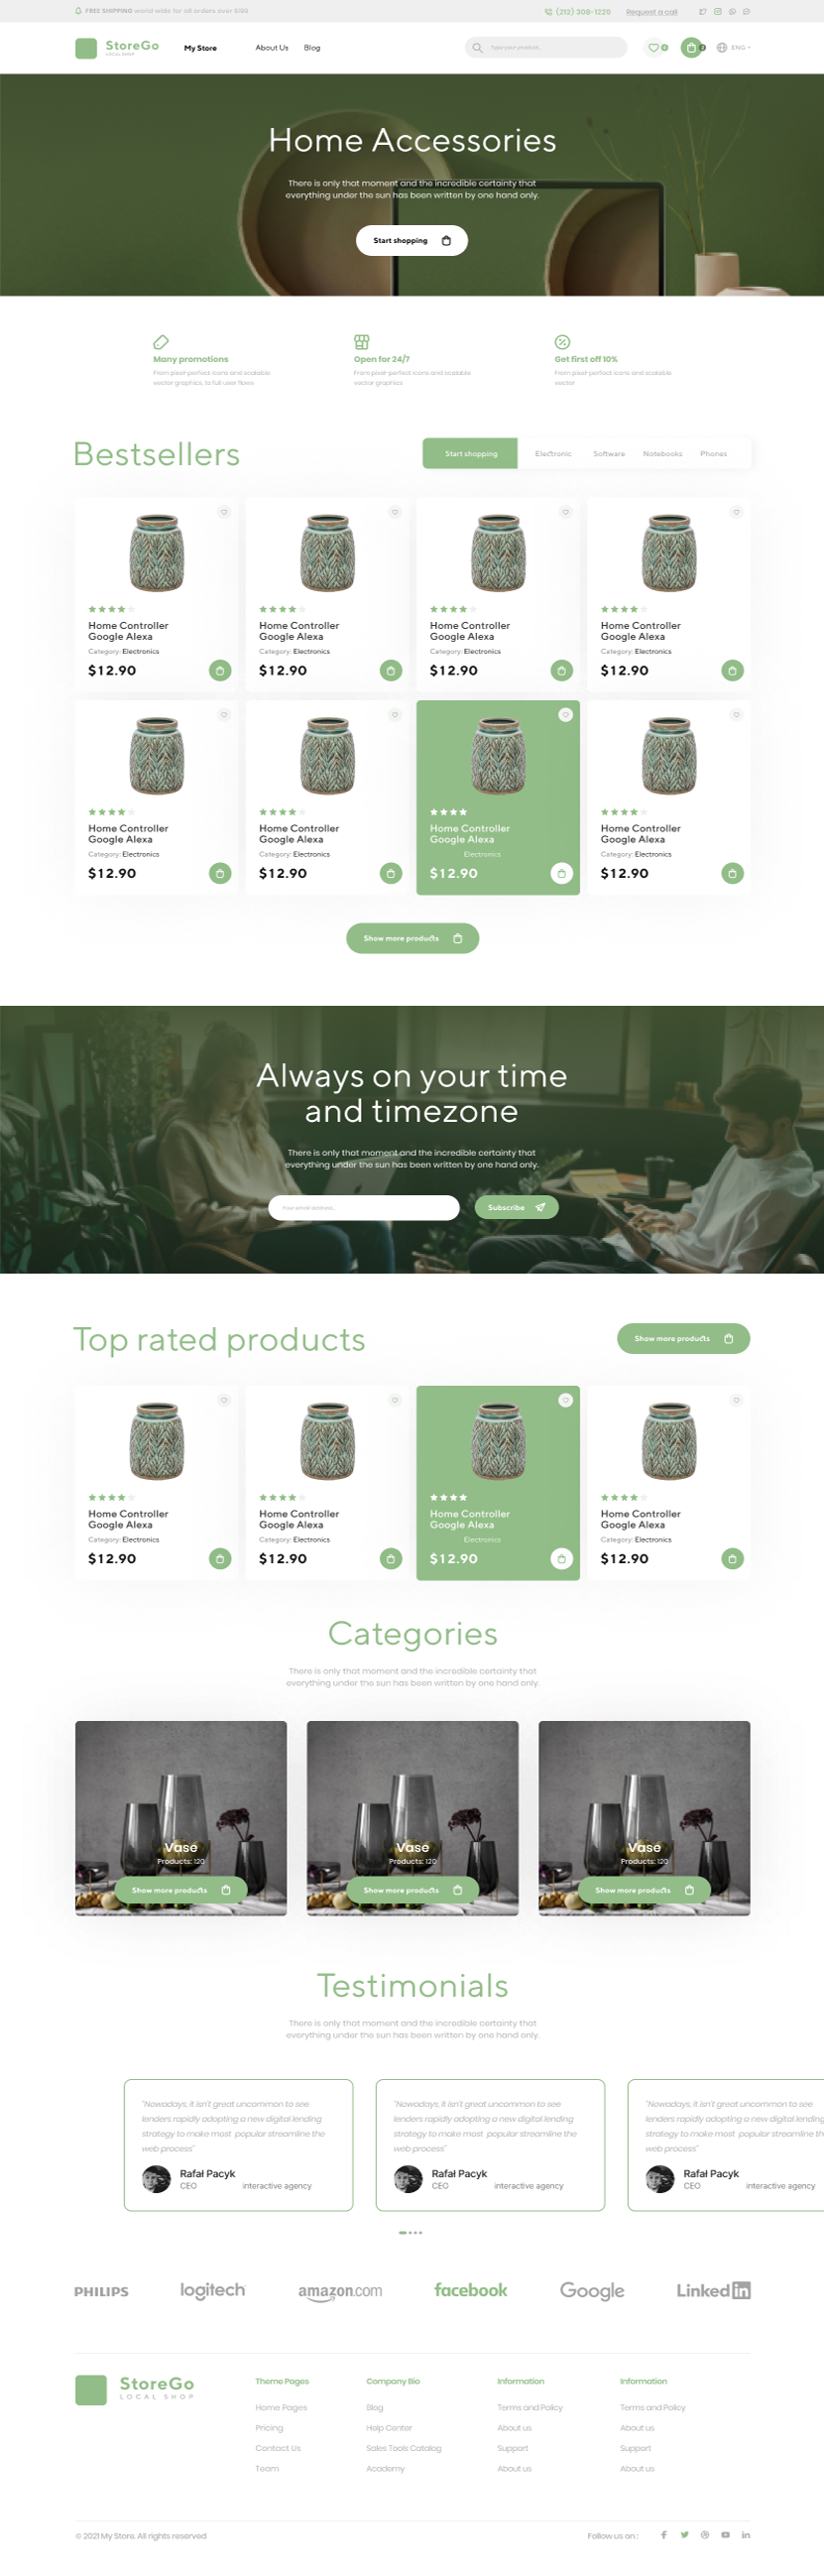 FREE SHIPPING world wide for all orders over $199
(212) 308-1220
Request a call
StoreGo
LOCAL SHOP
My Store
About Us
Blog
Type your product...
ENG
Home Accessories
There is only that moment and the incredible certainty that
everything under the sun has been written by one hand only.
Start shopping
Many promotions
From pixel-perfect icons and scalable
vector graphics, to full user flows
Open for 24/7
From pixel-perfect icons and scalable
vector graphics
Get first off 10%
From pixel-perfect icons and scalable
vector
Bestsellers
Start shopping
Electronic
Software
Notebooks
Phones
Home Controller
Google Alexa
Category: Electronics
$12.90
Home Controller
Google Alexa
Category: Electronics
$12.90
Home Controller
Google Alexa
Category: Electronics
$12.90
Home Controller
Google Alexa
Category: Electronics
$12.90
Home Controller
Google Alexa
Category: Electronics
$12.90
Home Controller
Google Alexa
Category: Electronics
$12.90
Home Controller
Google Alexa
Electronics
$12.90
Home Controller
Google Alexa
Category: Electronics
$12.90
Show more products
Always on your time
and timezone
There is only that moment and the incredible certainty that
everything under the sun has been written by one hand only.
Your email address...
Subscribe
Top rated products
Show more products
Home Controller
Google Alexa
Category: Electronics
$12.90
Home Controller
Google Alexa
Category: Electronics
$12.90
Home Controller
Google Alexa
Electronics
$12.90
Home Controller
Google Alexa
Category: Electronics
$12.90
Categories
There is only that moment and the incredible certainty that
everything under the sun has been written by one hand only.
Vase
Products: 120
Show more products
Vase
Products: 120
Show more products
Vase
Products: 120
Show more products
Testimonials
There is only that moment and the incredible certainty that
everything under the sun has been written by one hand only.
"Nowadays, it isn't great uncommon to see
lenders rapidly adopting a new digital lending
strategy to make most popular streamline the
web process"
Rafał Pacyk
CEO interactive agency
"Nowadays, it isn't great uncommon to see
lenders rapidly adopting a new digital lending
strategy to make most popular streamline the
web process"
Rafał Pacyk
CEO interactive agency
"Nowadays, it isn't great uncommon to see
lenders rapidly adopting a new digital lending
strategy to make most popular streamline th
web process"
Rafał Pacyk
CEO interactive agency
PHILIPS
logitech
amazon.com
facebook
Google
Linked in
StoreGo
LOCAL SHOP
Theme Pages
Home Pages
Pricing
Contact Us
Team
Company Bio
Blog
Help Center
Sales Tools Catalog
Academy
Information
Terms and Policy
About us
Support
About us
Information
Terms and Policy
About us
Support
About us
© 2021 My Store. All rights reserved
Follow us on :